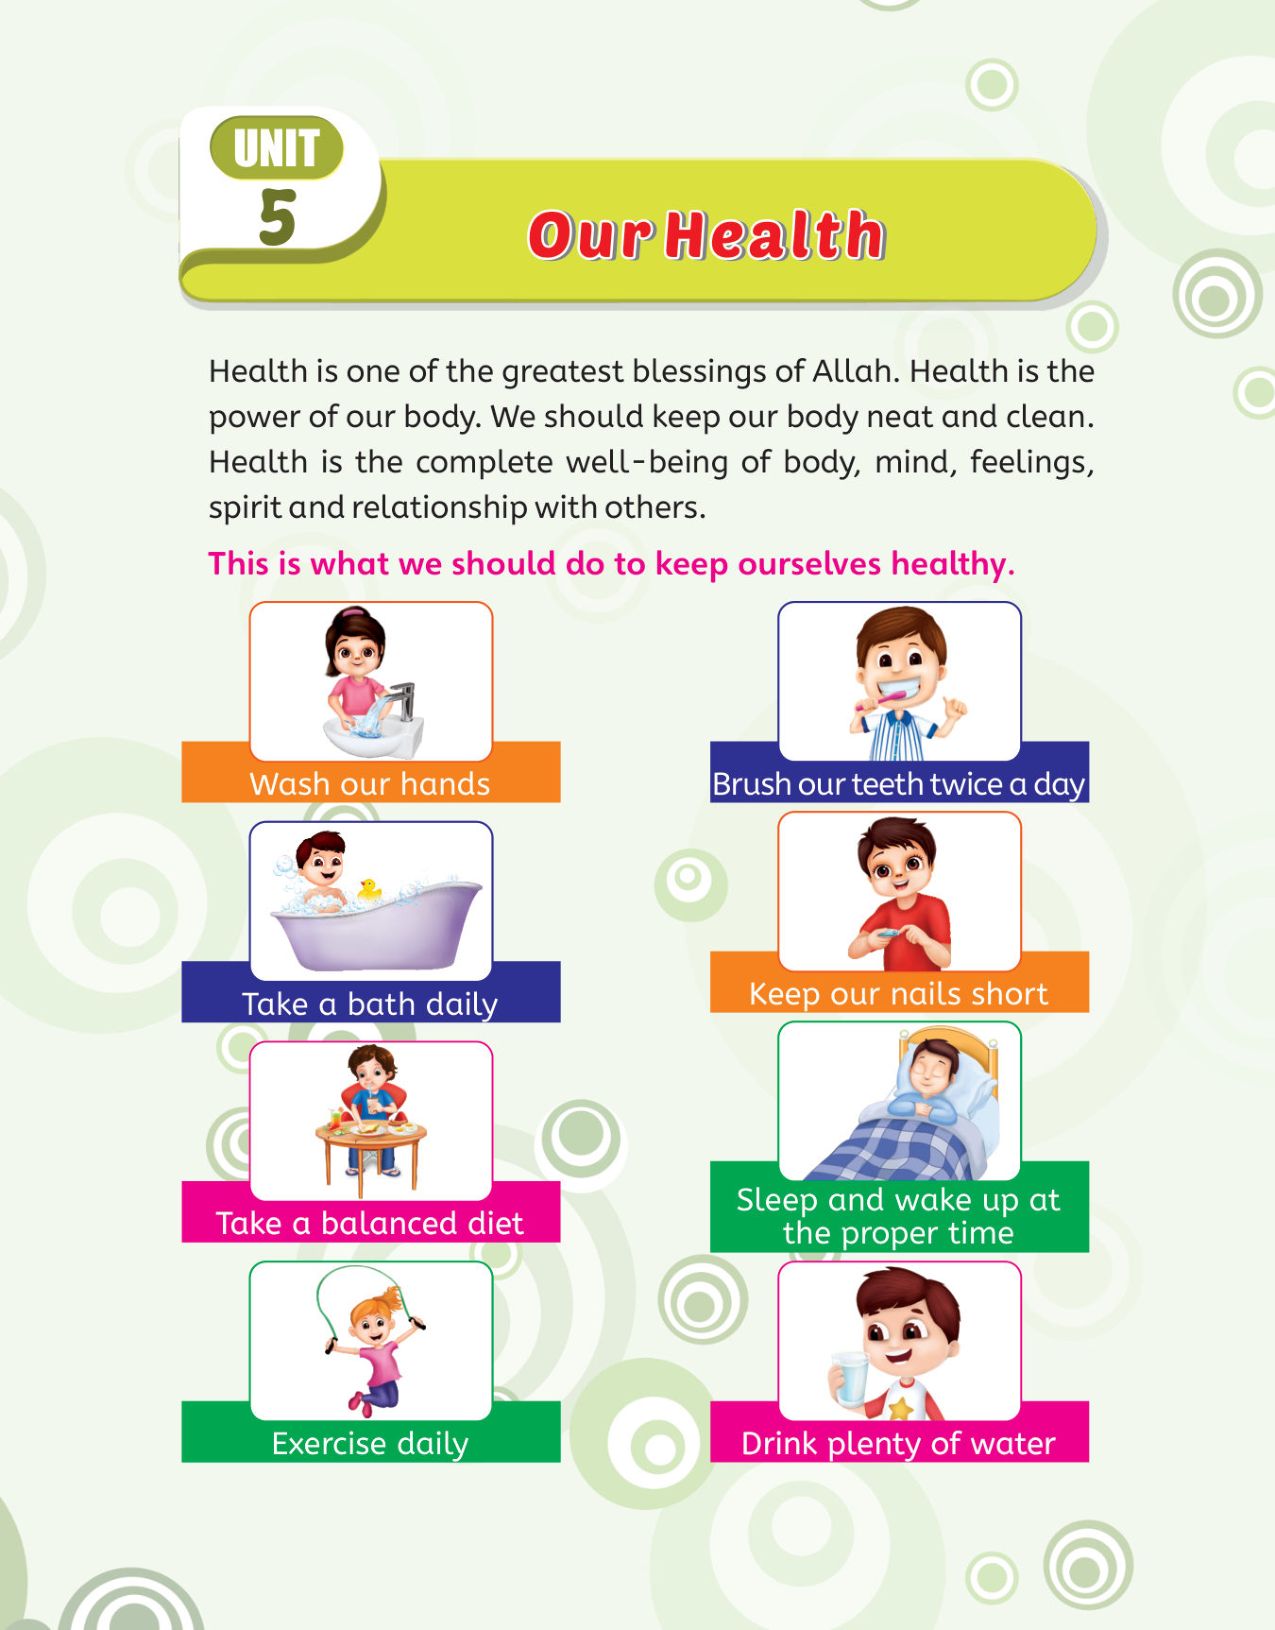 UNIT
5
Our Health
Health is one of the greatest blessings of Allah. Health is the
power of our body. We should keep our body neat and clean.
Health is the complete well-being of body, mind, feelings,
spirit and relationship with others.
This is what we should do to keep ourselves healthy.
Wash our hands
Brush our teeth twice a day
Take a bath daily
Keep our nails short
Take a balanced diet
Sleep and wake up at
the proper time
Exercise daily
Drink plenty of water